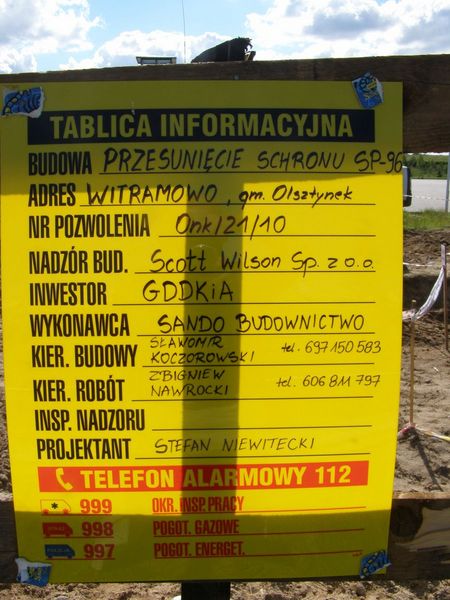 TABLICA INFORMACYJNA
BUDOWA PRZESUNIĘCIE SCHRONU SP-96
ADRES WITRAMOWO, gm. Olsztynek
NR POZWOLENIA Onk/21/10
NADZÓR BUD. Scott Wilson Sp. z o.o.
INWESTOR GDDKiA
WYKONAWCA SANDO BUDOWNICTWO
KIER. BUDOWY SŁAWOMIR KOCZOROWSKI tel. 697 150 583
KIER. ROBÓT ZBIGNIEW NAWROCKI tel. 606 811 797
INSP. NADZORU
PROJEKTANT STEFAN NIEWITECKI
TELEFON ALARMOWY 112
999 OKR. INSP. PRACY
998 POGOT. GAZOWE
997 POGOT. ENERGET.